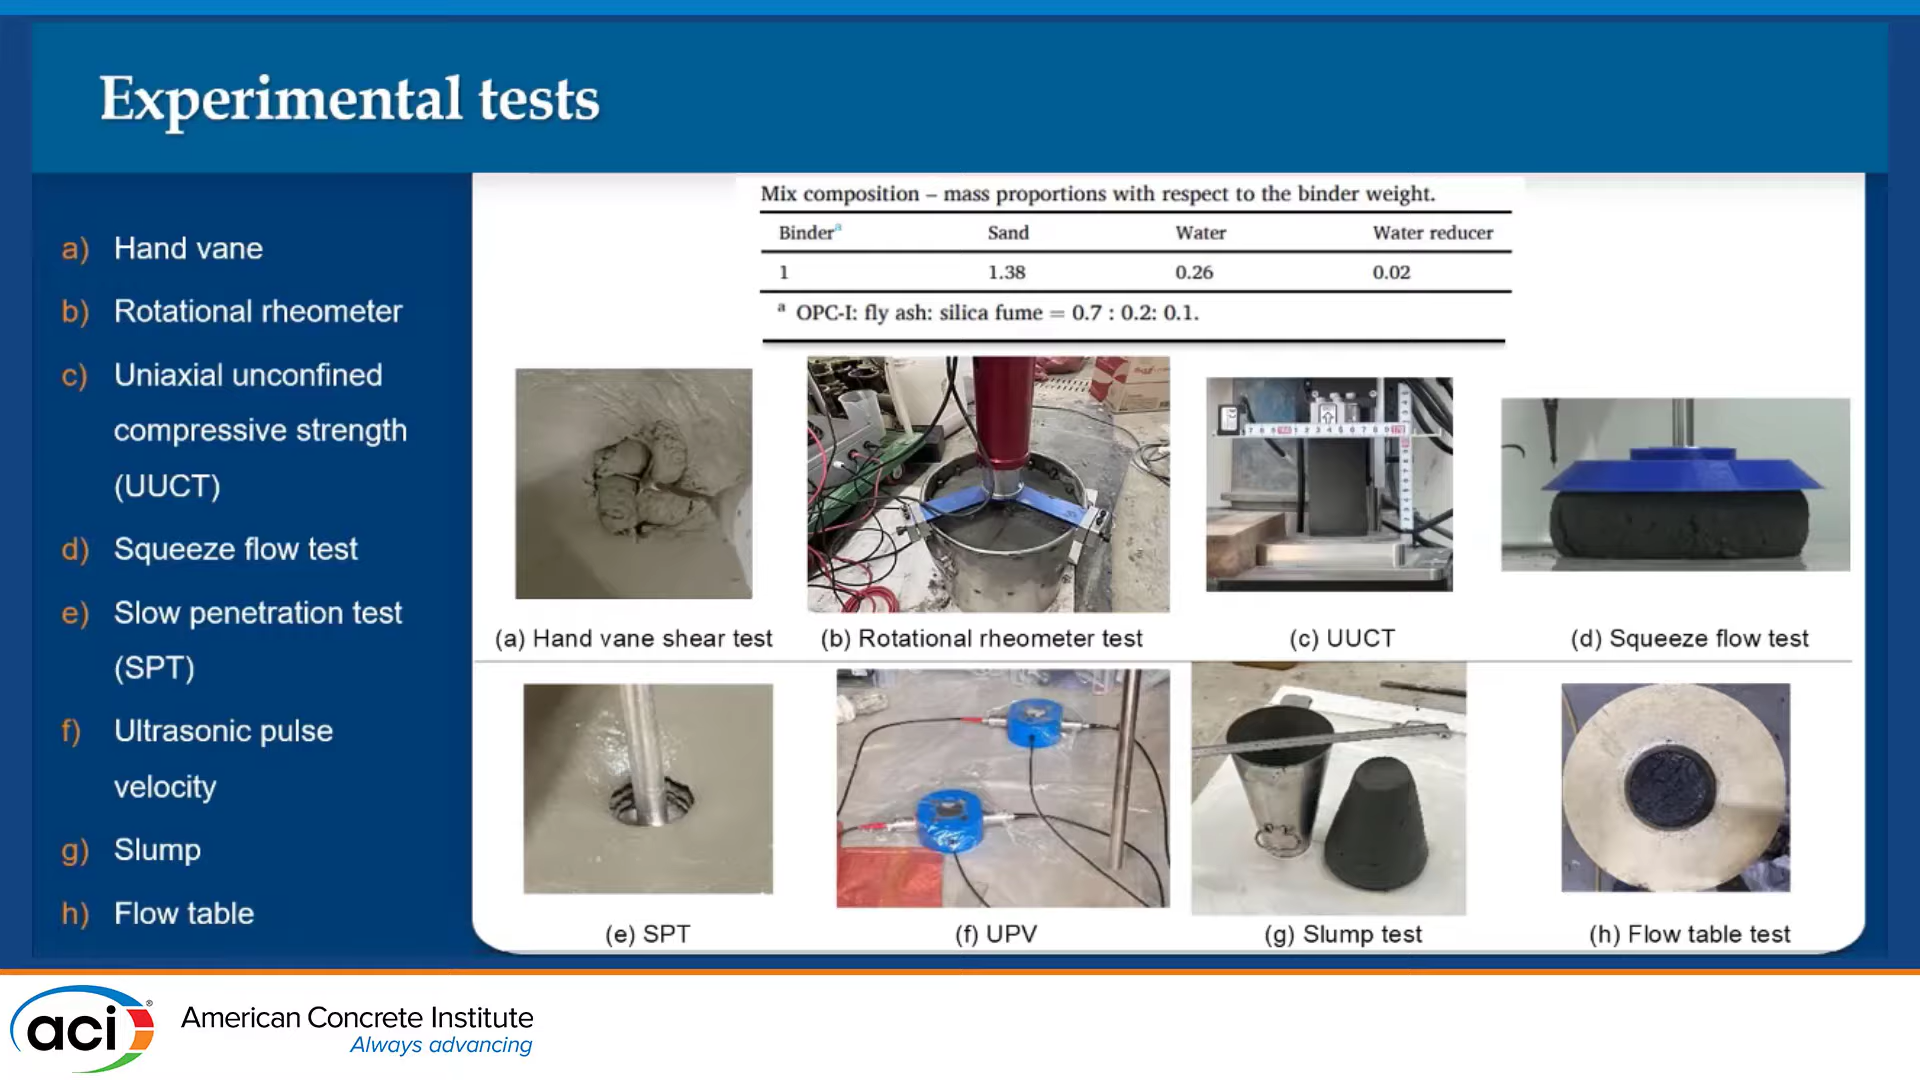 Experimental tests
a) Hand vane
b) Rotational rheometer
c) Uniaxial unconfined
compressive strength
(UUCT)
d) Squeeze flow test
e) Slow penetration test
(SPT)
f) Ultrasonic pulse
velocity
g) Slump
h) Flow table
Mix composition – mass proportions with respect to the binder weight.
Binderᵃ Sand Water Water reducer
1 1.38 0.26 0.02
ᵃ OPC-I: fly ash: silica fume = 0.7 : 0.2: 0.1.
(a) Hand vane shear test
(b) Rotational rheometer test
(c) UUCT
(d) Squeeze flow test
(e) SPT
(f) UPV
(g) Slump test
(h) Flow table test
aci®
American Concrete Institute
Always advancing